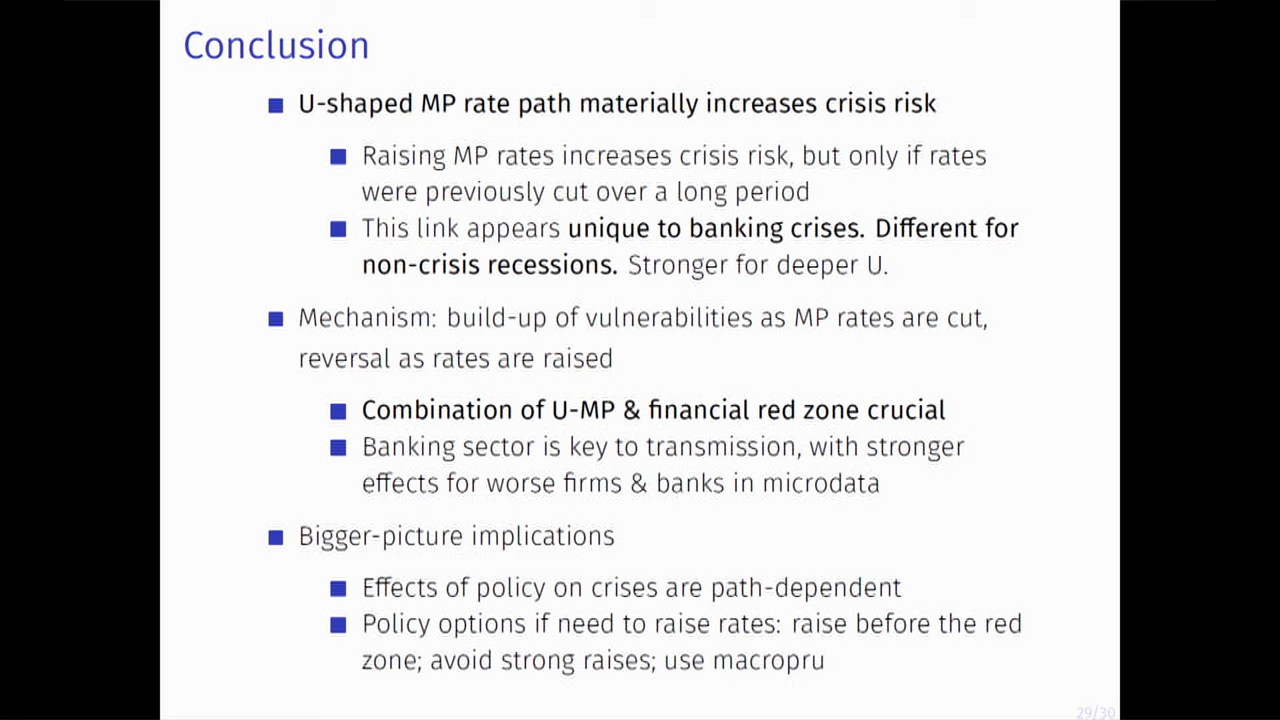 Conclusion
U-shaped MP rate path materially increases crisis risk
Raising MP rates increases crisis risk, but only if rates
were previously cut over a long period
This link appears unique to banking crises. Different for
non-crisis recessions. Stronger for deeper U.
Mechanism: build-up of vulnerabilities as MP rates are cut,
reversal as rates are raised
Combination of U-MP & financial red zone crucial
Banking sector is key to transmission, with stronger
effects for worse firms & banks in microdata
Bigger-picture implications
Effects of policy on crises are path-dependent
Policy options if need to raise rates: raise before the red
zone; avoid strong raises; use macropru
29/30